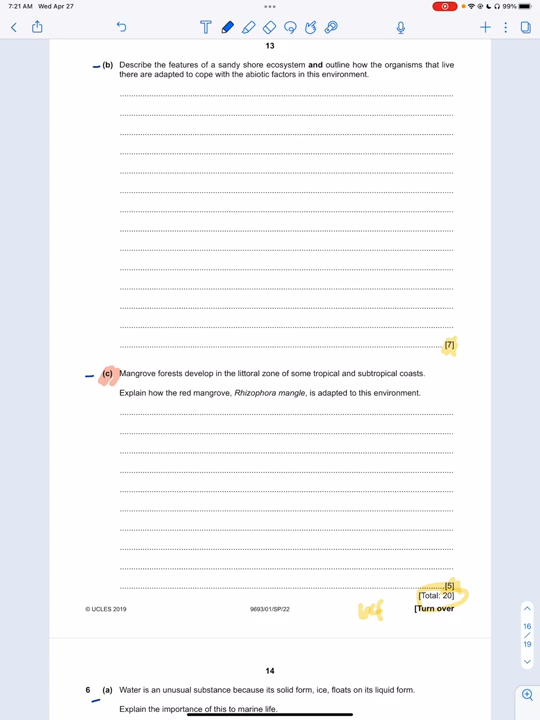 7:21 AM Wed Apr 27
99%
13
(b) Describe the features of a sandy shore ecosystem and outline how the organisms that live
there are adapted to cope with the abiotic factors in this environment.
[7]
(c) Mangrove forests develop in the littoral zone of some tropical and subtropical coasts.
Explain how the red mangrove, Rhizophora mangle, is adapted to this environment.
[5]
[Total: 20]
© UCLES 2019 9693/01/SP/22 [Turn over
16
/
19
14
6 (a) Water is an unusual substance because its solid form, ice, floats on its liquid form.
Explain the importance of this to marine life.